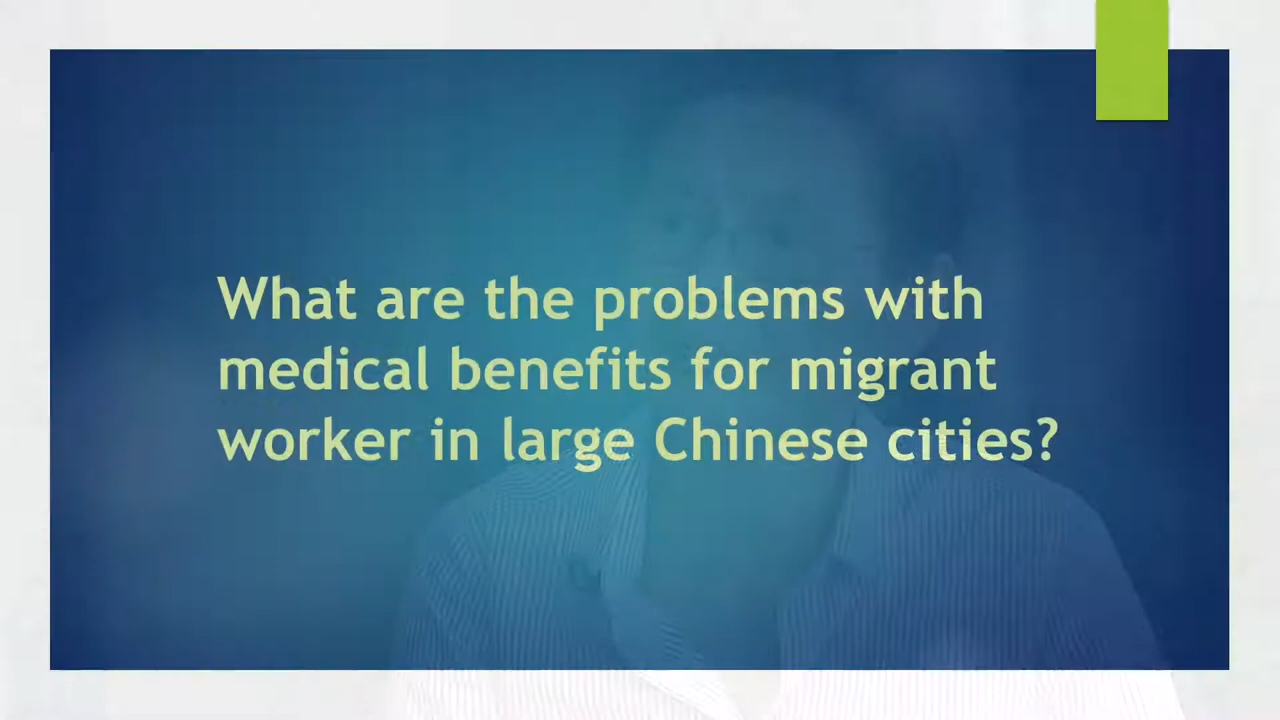 What are the problems with
medical benefits for migrant
worker in large Chinese cities?